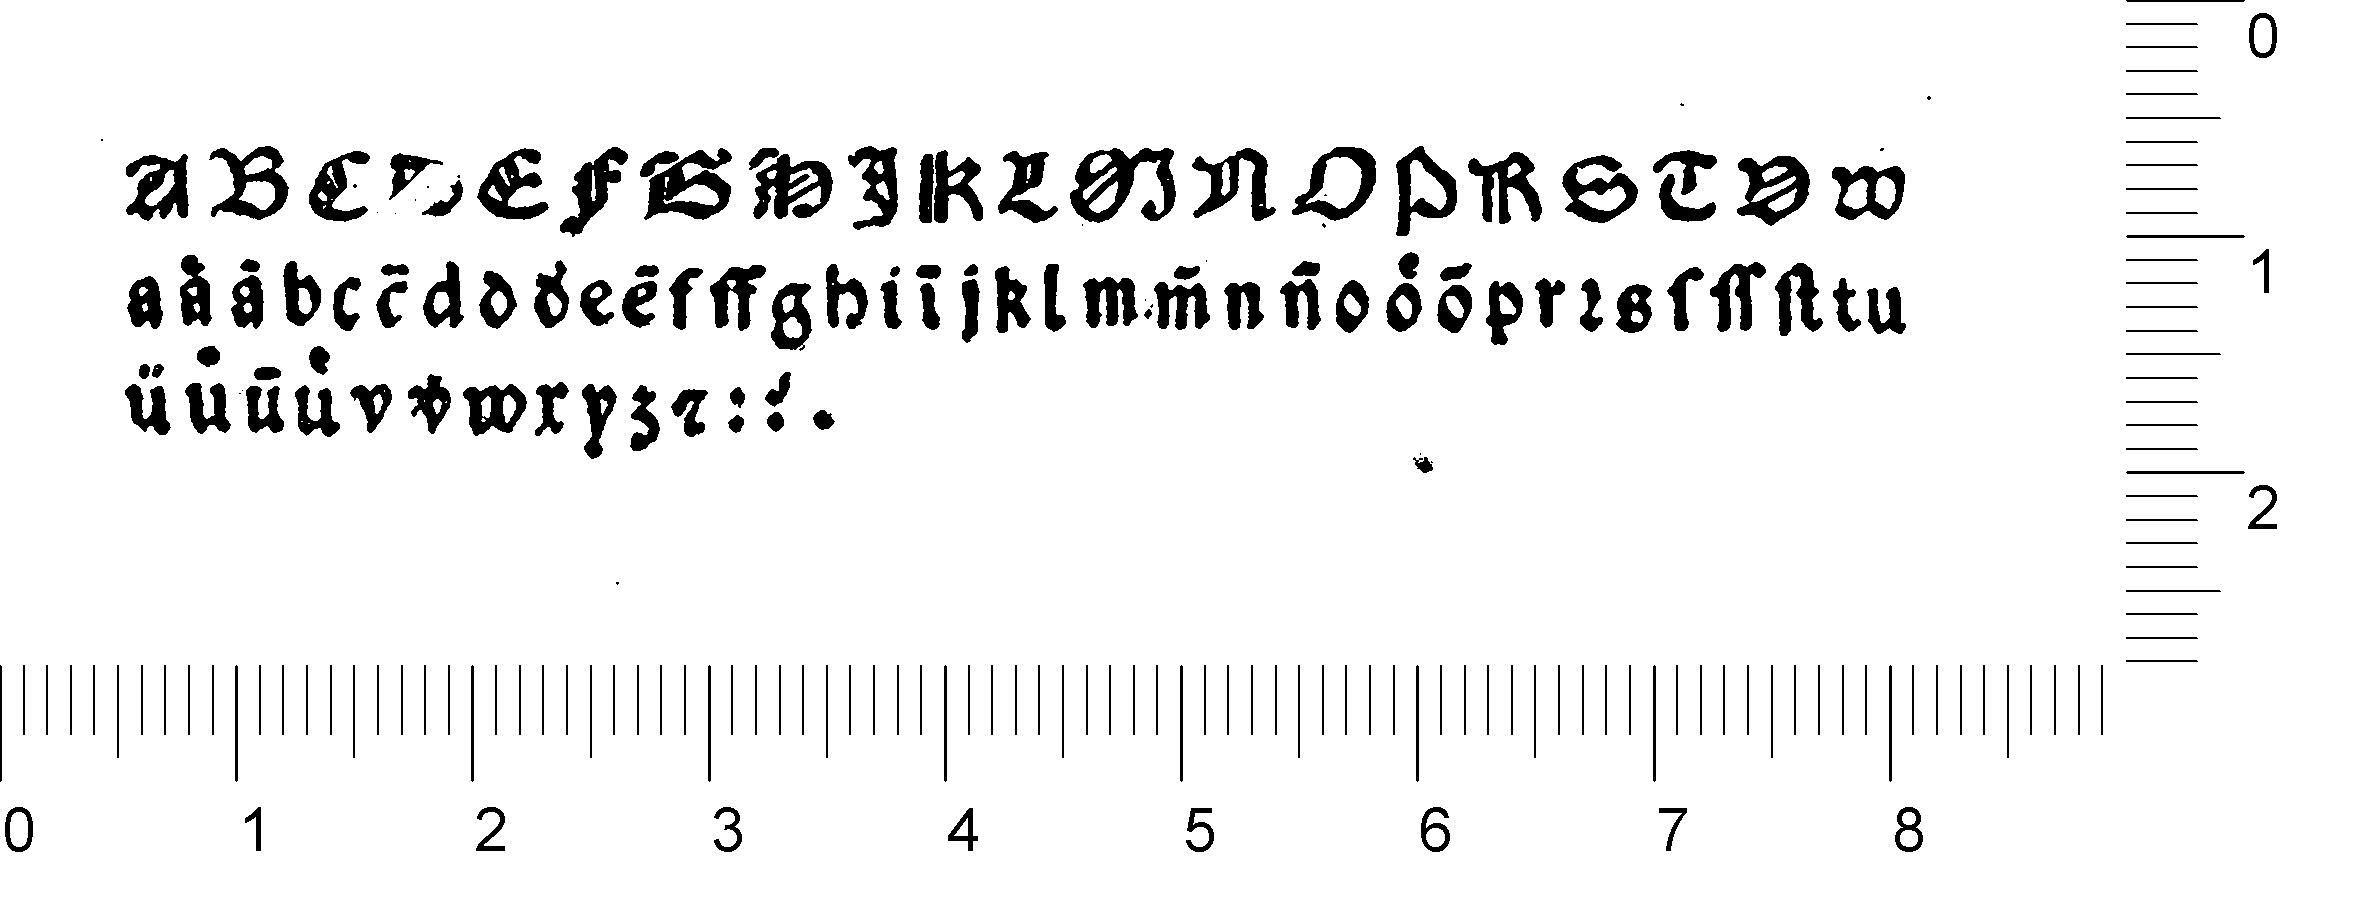 A B C D E F G H I K L M N O P R S T V W
a aͤ ā b c c̄ d d đ e ē f ff g h i ī j k l m m̄ n n̄ o oͤ ō p r ꝛ s ſ ſſ ſt t u
ü uͦ ū uͤ v v̄ w x y z ⁊ : .
0
1
2
0 1 2 3 4 5 6 7 8